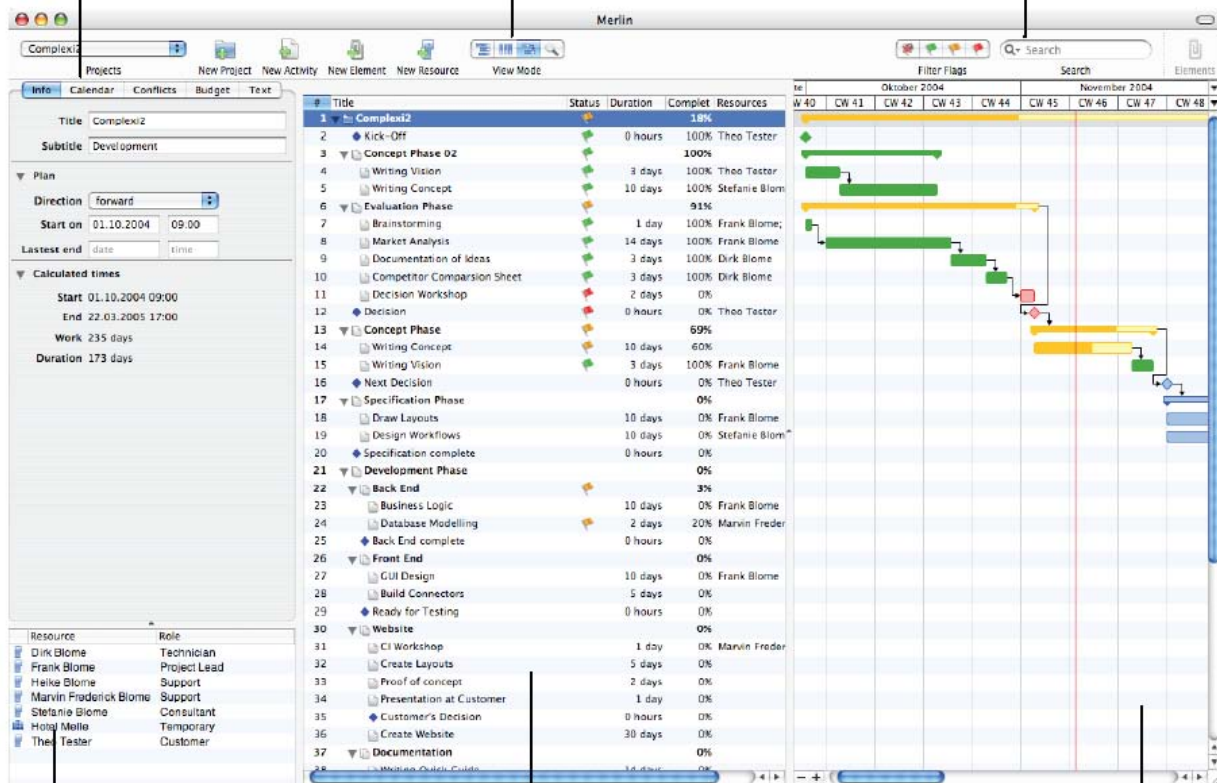 Merlin
Complexi2
Projects
New Project New Activity New Element New Resource View Mode
Search
Filter Flags Search Elements
Info Calendar Conflicts Budget Text
Title Complexi2
Subtitle Development
Plan
Direction forward
Start on 01.10.2004 09:00
Lastest end date time
Calculated times
Start 01.10.2004 09:00
End 22.03.2005 17:00
Work 235 days
Duration 173 days
Resource Role
Dirk Blome Technician
Frank Blome Project Lead
Heike Blome Support
Marvin Frederick Blome Support
Stefanie Blome Consultant
Hotel Melle Temporary
Theo Tester Customer
# Title Status Duration Complet Resources
1 Complexi2 18%
2 Kick-Off 0 hours 100% Theo Tester
3 Concept Phase 02 100%
4 Writing Vision 3 days 100% Theo Tester
5 Writing Concept 10 days 100% Stefanie Blom
6 Evaluation Phase 91%
7 Brainstorming 1 day 100% Frank Blome;
8 Market Analysis 14 days 100% Frank Blome
9 Documentation of Ideas 3 days 100% Dirk Blome
10 Competitor Comparsion Sheet 3 days 100% Dirk Blome
11 Decision Workshop 2 days 0%
12 Decision 0 hours 0% Theo Tester
13 Concept Phase 69%
14 Writing Concept 10 days 60%
15 Writing Vision 3 days 100% Frank Blome
16 Next Decision 0 hours 0% Theo Tester
17 Specification Phase 0%
18 Draw Layouts 10 days 0% Frank Blome
19 Design Workflows 10 days 0% Stefanie Blom
20 Specification complete 0 hours 0%
21 Development Phase 0%
22 Back End 3%
23 Business Logic 10 days 0% Frank Blome
24 Database Modelling 2 days 20% Marvin Freder
25 Back End complete 0 hours 0%
26 Front End 0%
27 GUI Design 10 days 0% Frank Blome
28 Build Connectors 5 days 0%
29 Ready for Testing 0 hours 0%
30 Website 0%
31 CI Workshop 1 day 0% Marvin Freder
32 Create Layouts 5 days 0%
33 Proof of concept 2 days 0%
34 Presentation at Customer 1 day 0%
35 Customer's Decision 0 hours 0%
36 Create Website 30 days 0%
37 Documentation 0%
38 Writing Quick Guide 14 days 0%
te Oktober 2004 November 2004
W 40 CW 41 CW 42 CW 43 CW 44 CW 45 CW 46 CW 47 CW 48